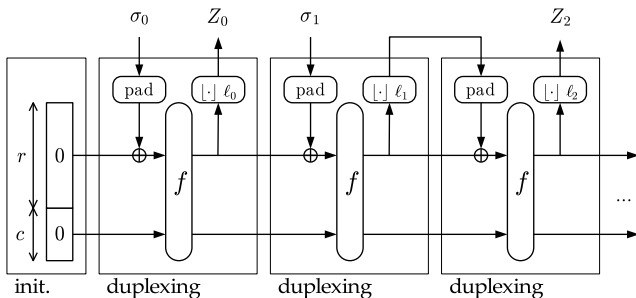 σ₀ Z₀ σ₁ Z₂
pad ⌊·⌋ ℓ₀ pad ⌊·⌋ ℓ₁ pad ⌊·⌋ ℓ₂
r 0 f f f
...
c 0
init. duplexing duplexing duplexing